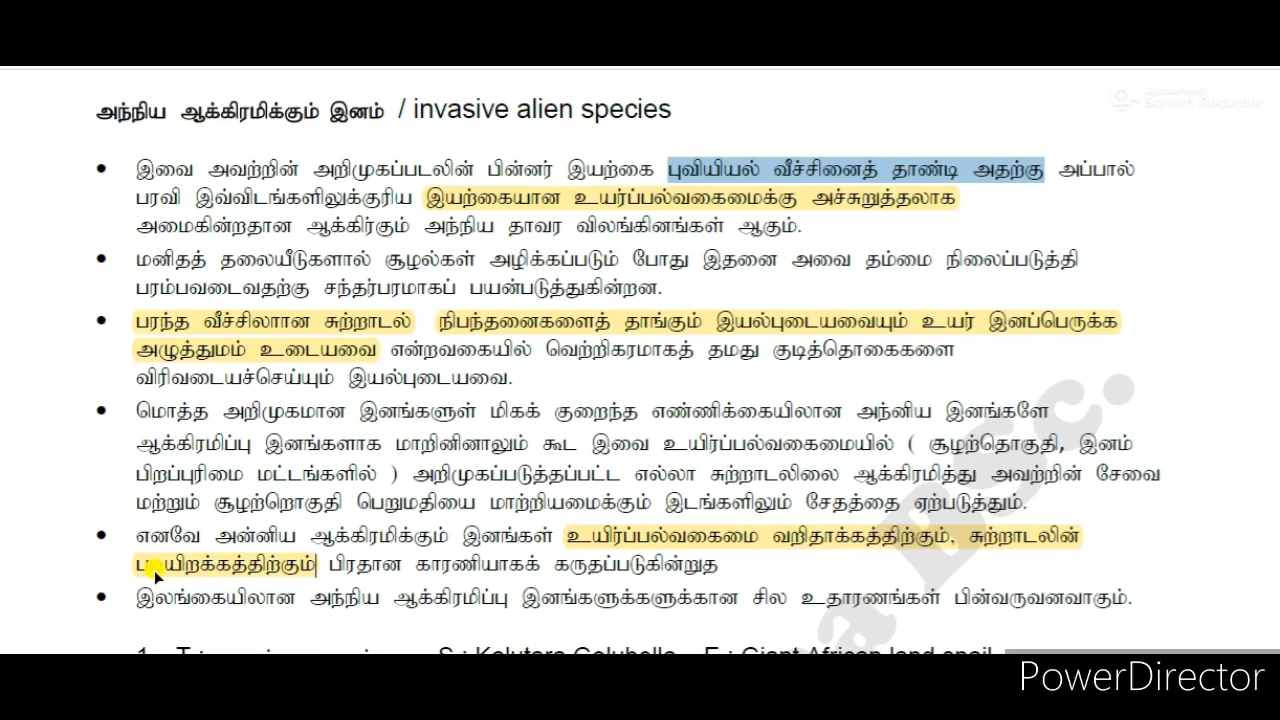 அந்நிய ஆக்கிரமிக்கும் இனம் / invasive alien species
• இவை அவற்றின் அறிமுகப்படலின் பின்னர் இயற்கை புவியியல் வீச்சினைத் தாண்டி அதற்கு அப்பால்
பரவி இவ்விடங்களிலுக்குரிய இயற்கையான உயர்ப்பல்வகைமைக்கு அச்சுறுத்தலாக
அமைகின்றதான ஆக்கிர்கும் அந்நிய தாவர விலங்கினங்கள் ஆகும்.
• மனிதத் தலையீடுகளால் சூழல்கள் அழிக்கப்படும் போது இதனை அவை தம்மை நிலைப்படுத்தி
பரம்பவடைவதற்கு சந்தர்பரமாகப் பயன்படுத்துகின்றன.
• பரந்த வீச்சிலாான சுற்றாடல் நிபந்தனைகளைத் தாங்கும் இயல்புடையவையும் உயர் இனப்பெருக்க
அழுத்துமம் உடையவை என்றவகையில் வெற்றிகரமாகத் தமது குடித்தொகைகளை
விரிவடையச்செய்யும் இயல்புடையவை.
• மொத்த அறிமுகமான இனங்களுள் மிகக் குறைந்த எண்ணிக்கையிலான அந்னிய இனங்களே
ஆக்கிரமிப்பு இனங்களாக மாறினினாலும் கூட இவை உயிர்ப்பல்வகைமையில் ( சூழற்தொகுதி, இனம்
பிறப்புரிமை மட்டங்களில் ) அறிமுகப்படுத்தப்பட்ட எல்லா சுற்றாடலிலை ஆக்கிரமித்து அவற்றின் சேவை
மற்றும் சூழற்றொகுதி பெறுமதியை மாற்றியமைக்கும் இடங்களிலும் சேதத்தை ஏற்படுத்தும்.
• எனவே அன்னிய ஆக்கிரமிக்கும் இனங்கள் உயிர்ப்பல்வகைமை வறிதாக்கத்திற்கும், சுற்றாடலின்
பிரதான காரணியாகக் கருதப்படுகின்றுத
• இலங்கையிலான அந்நிய ஆக்கிரமிப்பு இனங்களுக்களுக்கான சில உதாரணங்கள் பின்வருவனவாகும்.
BSc.
Screen Recorder
PowerDirector